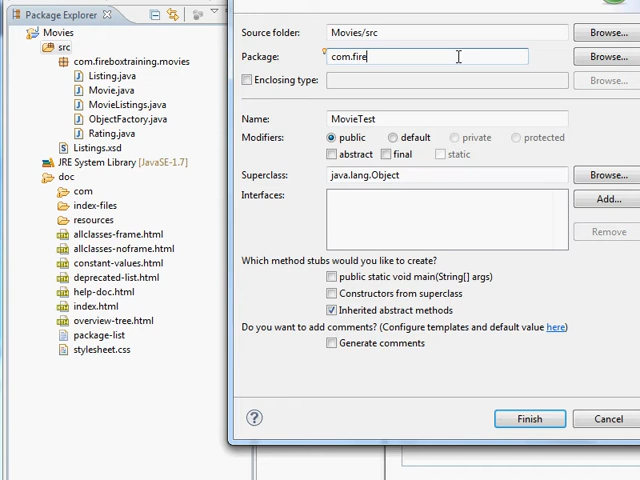 Package Explorer
Movies
src
com.fireboxtraining.movies
Listing.java
Movie.java
MovieListings.java
ObjectFactory.java
Rating.java
Listings.xsd
JRE System Library [JavaSE-1.7]
doc
com
index-files
resources
allclasses-frame.html
allclasses-noframe.html
constant-values.html
deprecated-list.html
help-doc.html
index.html
overview-tree.html
package-list
stylesheet.css
Source folder: Movies/src Browse...
Package: com.fire Browse...
Enclosing type: Browse...
Name: MovieTest
Modifiers: public default private protected
abstract final static
Superclass: java.lang.Object Browse...
Interfaces: Add...
Remove
Which method stubs would you like to create?
public static void main(String[] args)
Constructors from superclass
Inherited abstract methods
Do you want to add comments? (Configure templates and default value here)
Generate comments
? Finish Cancel